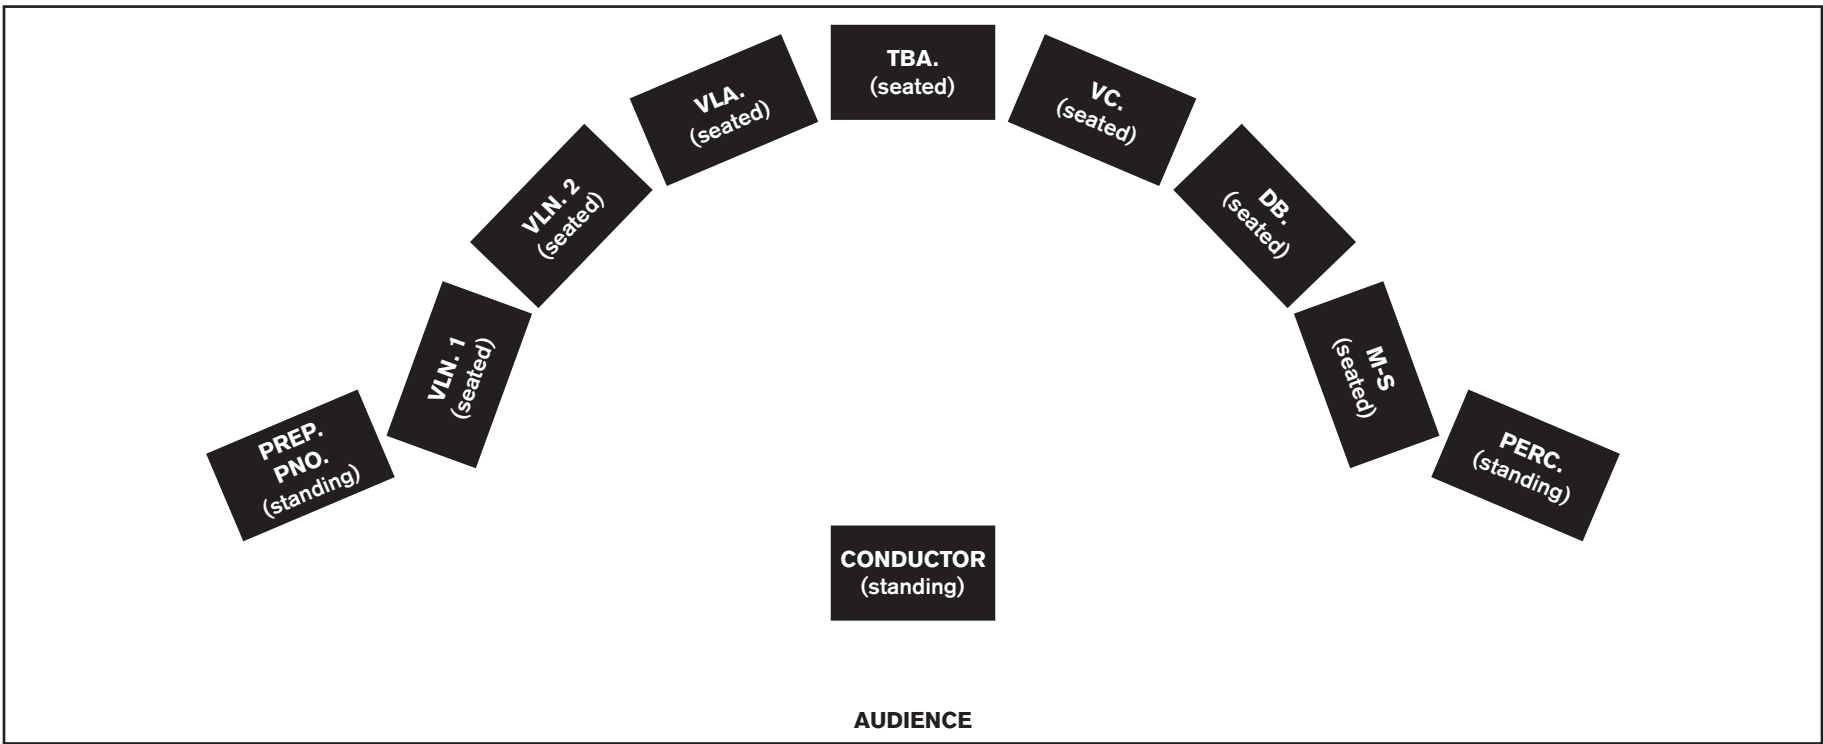 TBA.
(seated)
VLA.
(seated)
VC.
(seated)
VLN. 2
(seated)
DB.
(seated)
VLN. 1
(seated)
M-S
(seated)
PREP.
PNO.
(standing)
PERC.
(standing)
CONDUCTOR
(standing)
AUDIENCE